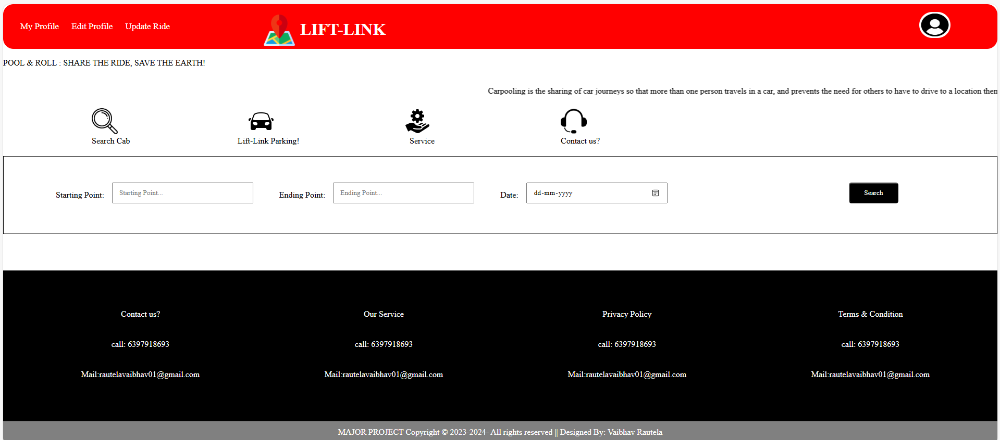 My Profile Edit Profile Update Ride LIFT-LINK
POOL & ROLL : SHARE THE RIDE, SAVE THE EARTH!
Carpooling is the sharing of car journeys so that more than one person travels in a car, and prevents the need for others to have to drive to a location
Search Cab Lift-Link Parking! Service Contact us?
Starting Point: Starting Point... Ending Point: Ending Point... Date: dd-mm-yyyy Search
Contact us? Our Service Privacy Policy Terms & Condition
call: 6397918693 call: 6397918693 call: 6397918693 call: 6397918693
Mail:rautelavaibhav01@gmail.com Mail:rautelavaibhav01@gmail.com Mail:rautelavaibhav01@gmail.com Mail:rautelavaibhav01@gmail.com
MAJOR PROJECT Copyright © 2023-2024- All rights reserved || Designed By: Vaibhav Rautela